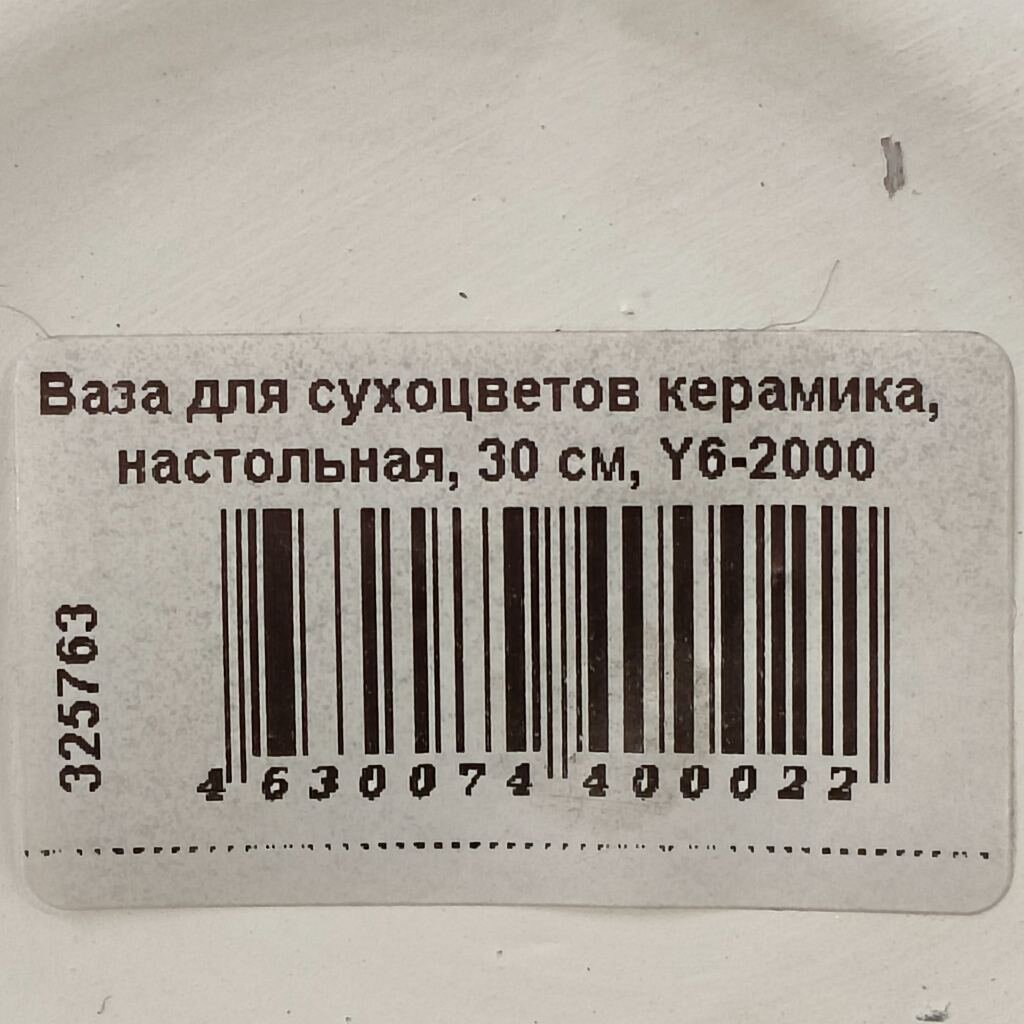 Ваза для сухоцветов керамика,
настольная, 30 см, Y6-2000
325763
4 630074 400022